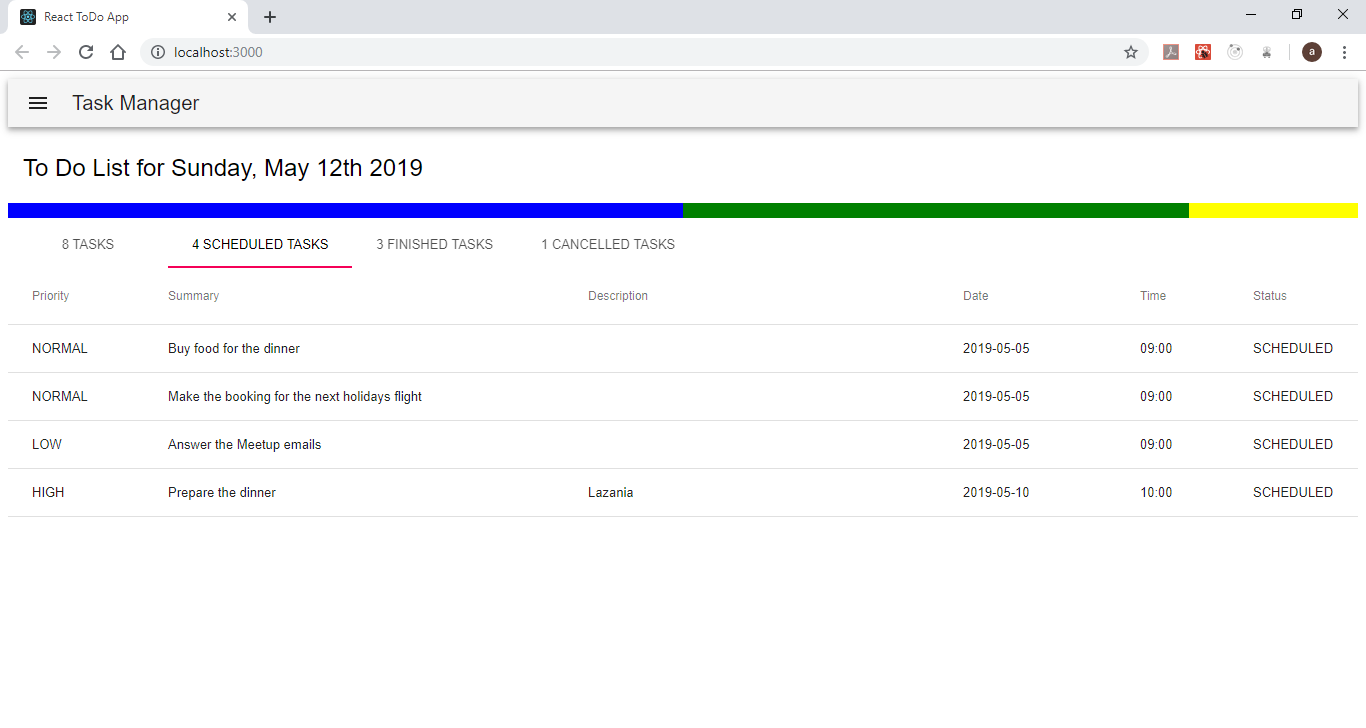 React ToDo App
localhost:3000
a
Task Manager
To Do List for Sunday, May 12th 2019
8 TASKS 4 SCHEDULED TASKS 3 FINISHED TASKS 1 CANCELLED TASKS
Priority Summary Description Date Time Status
NORMAL Buy food for the dinner 2019-05-05 09:00 SCHEDULED
NORMAL Make the booking for the next holidays flight 2019-05-05 09:00 SCHEDULED
LOW Answer the Meetup emails 2019-05-05 09:00 SCHEDULED
HIGH Prepare the dinner Lazania 2019-05-10 10:00 SCHEDULED